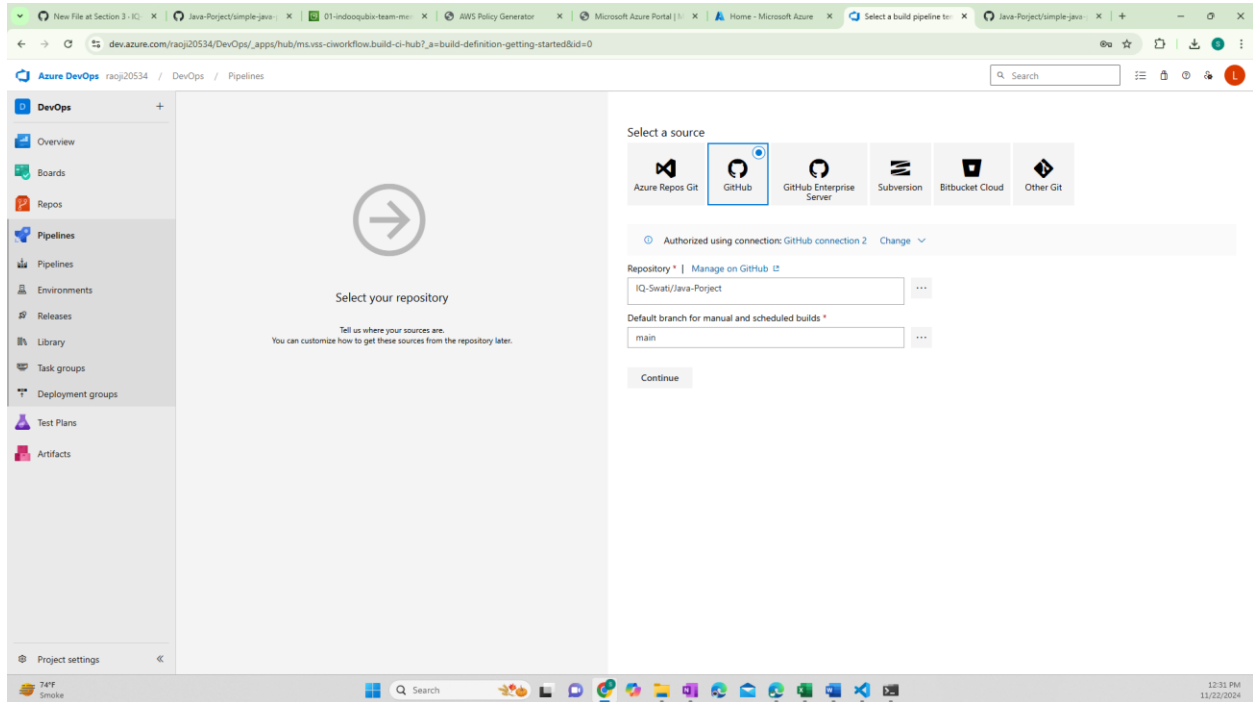 New File at Section 3 · IQ
Java-Porject/simple-java-
01-indooqubix-team-mem
AWS Policy Generator
Microsoft Azure Portal | M
Home - Microsoft Azure
Select a build pipeline tem
Java-Porject/simple-java-
dev.azure.com/raoji20534/DevOps/_apps/hub/ms.vss-ciworkflow.build-ci-hub?_a=build-definition-getting-started&id=0
Azure DevOps raoji20534 / DevOps / Pipelines
Search
L
D DevOps +
Overview
Boards
Repos
Pipelines
Pipelines
Environments
Releases
Library
Task groups
Deployment groups
Test Plans
Artifacts
Project settings
Select your repository
Tell us where your sources are.
You can customize how to get these sources from the repository later.
Select a source
Azure Repos Git
GitHub
GitHub Enterprise
Server
Subversion
Bitbucket Cloud
Other Git
Authorized using connection: GitHub connection 2 Change
Repository * | Manage on GitHub
IQ-Swati/Java-Porject
Default branch for manual and scheduled builds *
main
Continue
74°F
Smoke
Search
12:31 PM
11/22/2024